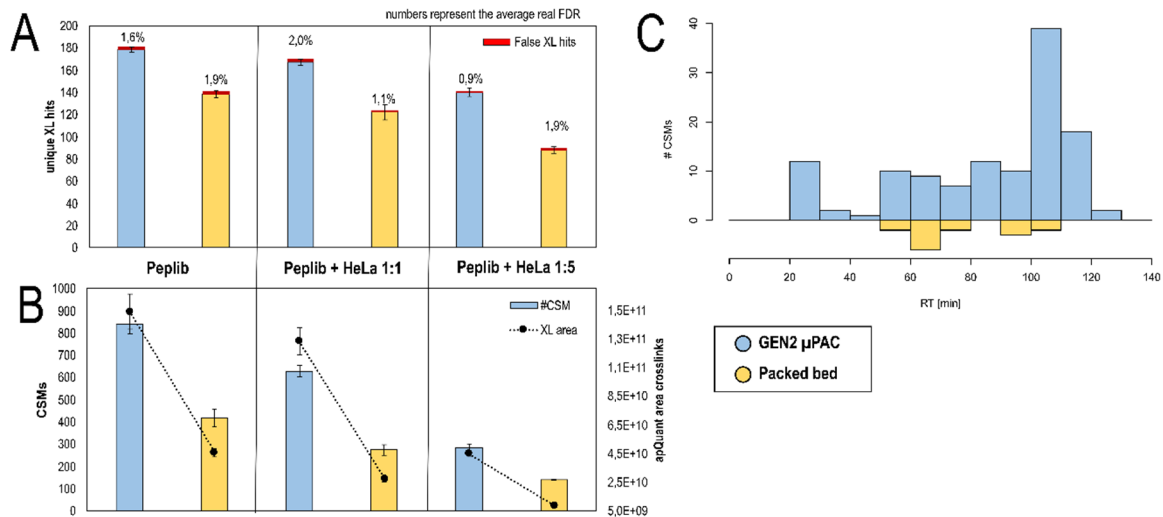 numbers represent the average real FDR
A
unique XL hits
200
180
160
140
120
100
80
60
40
20
0
1,6%
1,9%
2,0%
1,1%
0,9%
1,9%
False XL hits
Peplib
Peplib + HeLa 1:1
Peplib + HeLa 1:5
B
CSMs
1000
900
800
700
600
500
400
300
200
100
0
#CSM
XL area
1,5E+11
1,3E+11
1,1E+11
8,5E+10
6,5E+10
4,5E+10
2,5E+10
5,0E+09
apQuant area crosslinks
C
# CSMs
40
30
20
10
0
0
20
40
60
80
100
120
140
RT [min]
GEN2 µPAC
Packed bed